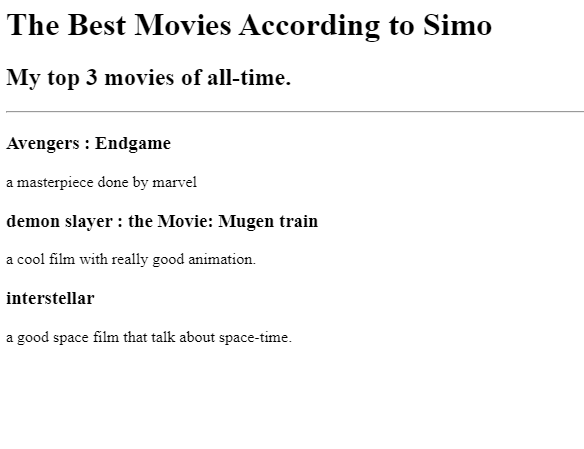 The Best Movies According to Simo
My top 3 movies of all-time.
Avengers : Endgame
a masterpiece done by marvel
demon slayer : the Movie: Mugen train
a cool film with really good animation.
interstellar
a good space film that talk about space-time.